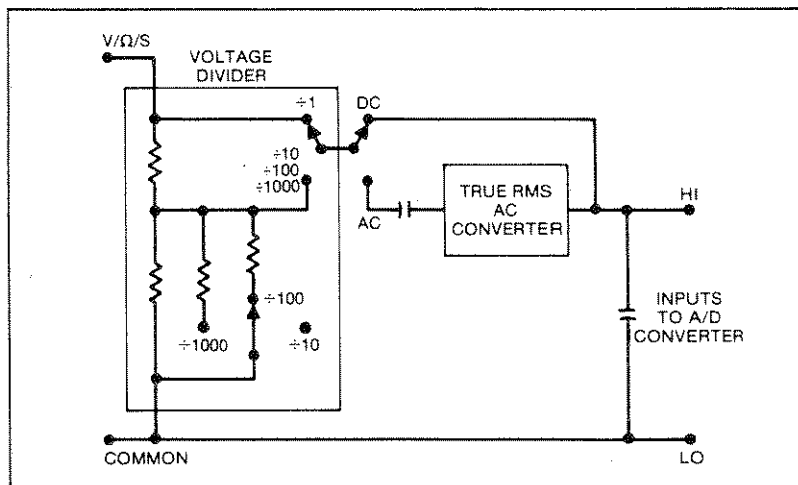 V/Ω/S
VOLTAGE
DIVIDER
÷1
DC
÷10
÷100
÷1000
AC
TRUE RMS
AC
CONVERTER
HI
÷100
÷1000
÷10
INPUTS
TO A/D
CONVERTER
COMMON
LO